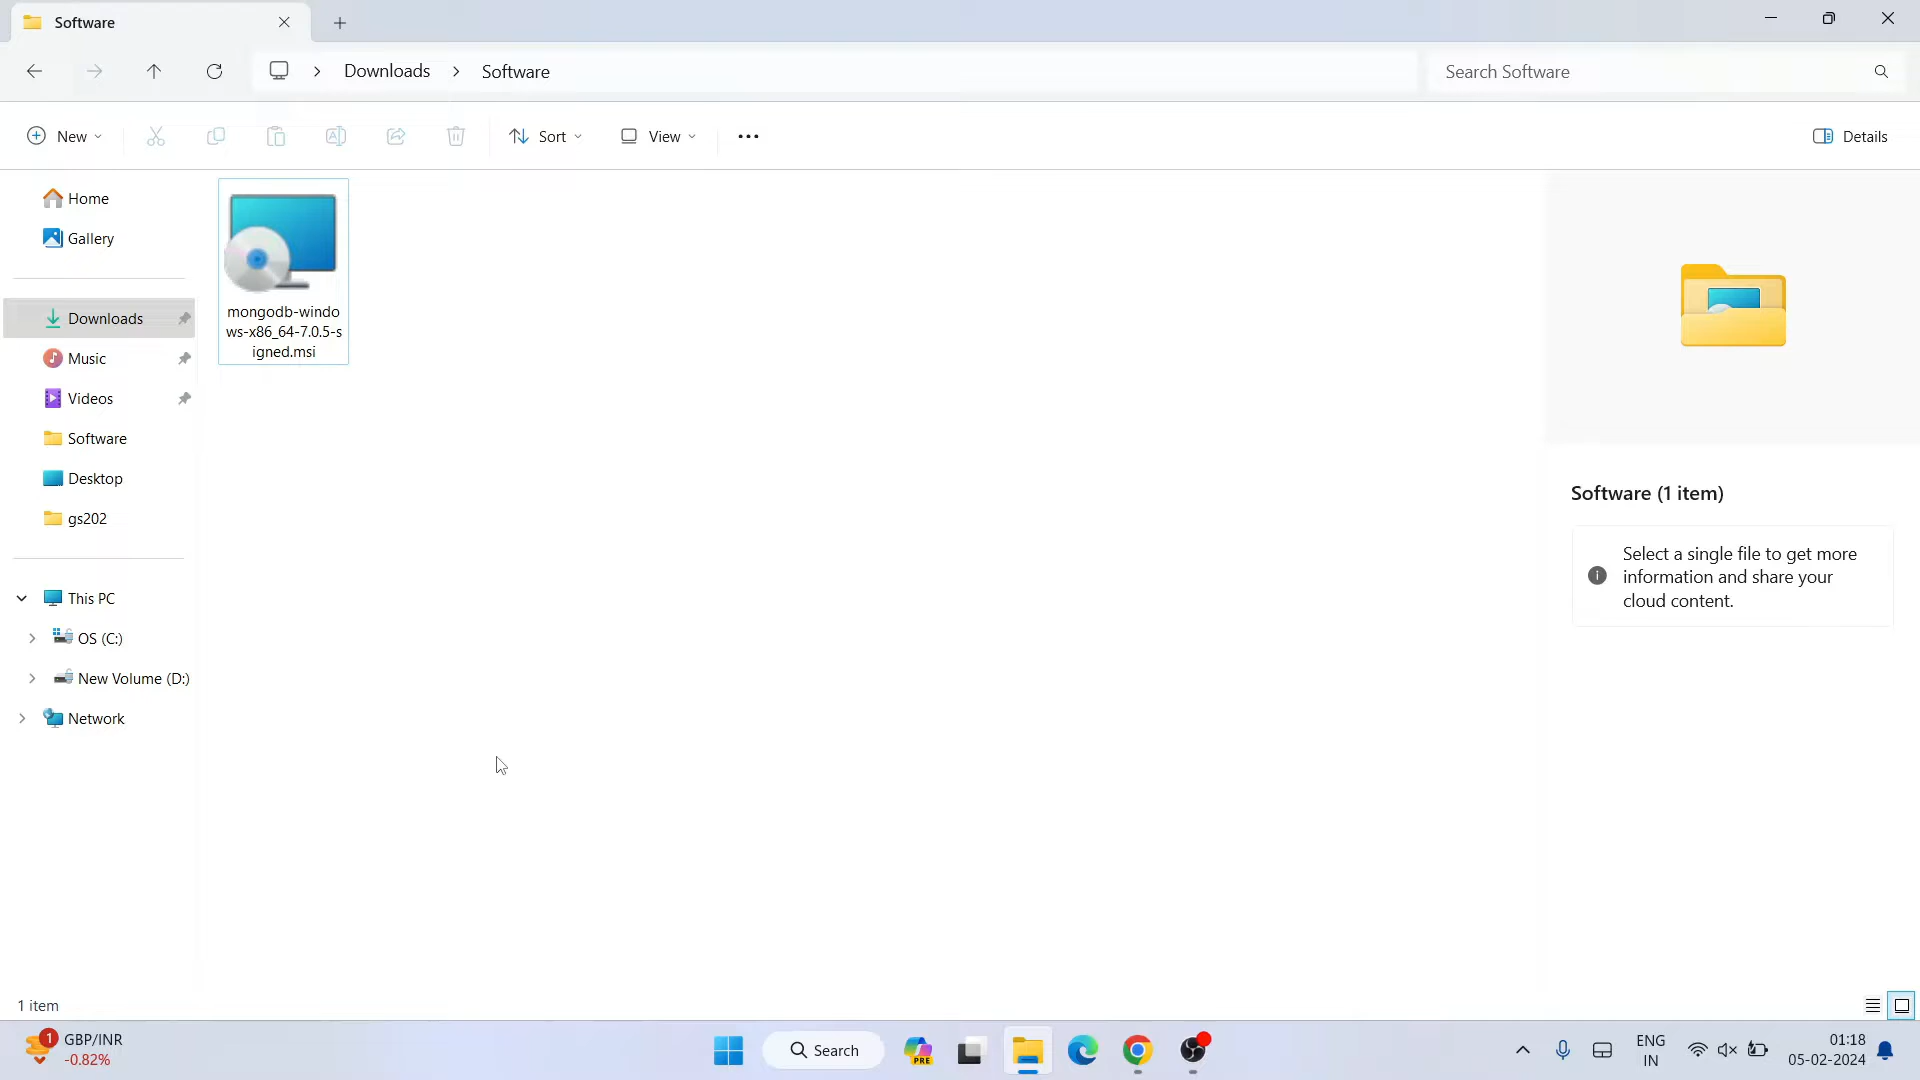 Software
Downloads
Software
Search Software
New
Sort
View
Details
Home
Gallery
Downloads
Music
Videos
Software
Desktop
gs202
This PC
OS (C:)
New Volume (D:)
Network
mongodb-windo
ws-x86_64-7.0.5-s
igned.msi
Software (1 item)
Select a single file to get more
information and share your
cloud content.
1 item
1
GBP/INR
-0.82%
Search
PRE
ENG
IN
01:18
05-02-2024